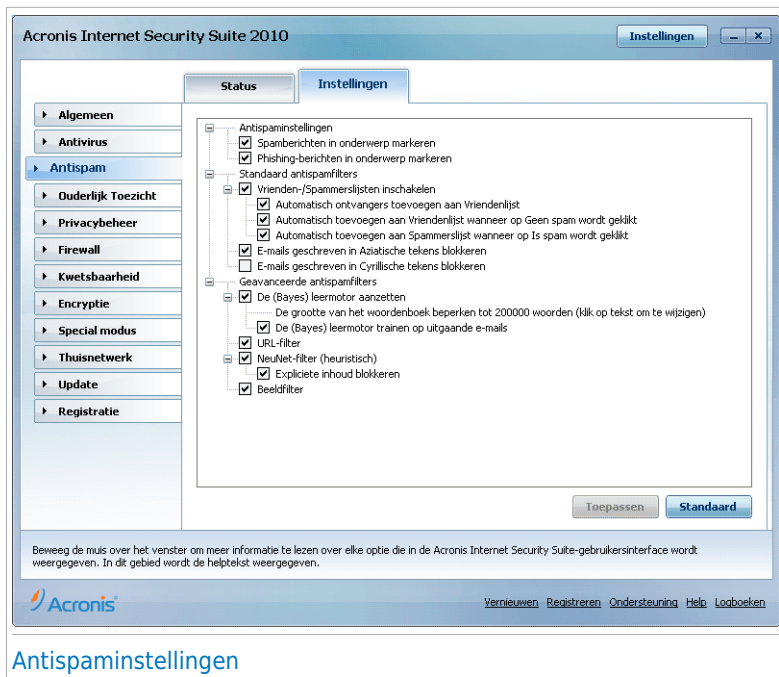 Acronis Internet Security Suite 2010
Instellingen
Status
Instellingen
Algemeen
Antivirus
Antispam
Ouderlijk Toezicht
Privacybeheer
Firewall
Kwetsbaarheid
Encryptie
Special modus
Thuisnetwerk
Update
Registratie
Antispaminstellingen
Spamberichten in onderwerp markeren
Phishing-berichten in onderwerp markeren
Standaard antispamfilters
Vrienden-/Spammerslijsten inschakelen
Automatisch ontvangers toevoegen aan Vriendenlijst
Automatisch toevoegen aan Vriendenlijst wanneer op Geen spam wordt geklikt
Automatisch toevoegen aan Spammerslijst wanneer op Is spam wordt geklikt
E-mails geschreven in Aziatische tekens blokkeren
E-mails geschreven in Cyrillische tekens blokkeren
Geavanceerde antispamfilters
De (Bayes) leermotor aanzetten
De grootte van het woordenboek beperken tot 200000 woorden (klik op tekst om te wijzigen)
De (Bayes) leermotor trainen op uitgaande e-mails
URL-filter
NeuNet-filter (heuristisch)
Expliciete inhoud blokkeren
Beeldfilter
Toepassen
Standaard
Beweeg de muis over het venster om meer informatie te lezen over elke optie die in de Acronis Internet Security Suite-gebruikersinterface wordt
weergegeven. In dit gebied wordt de helptekst weergegeven.
Acronis
Vernieuwen Registreren Ondersteuning Help Logboeken
Antispaminstellingen